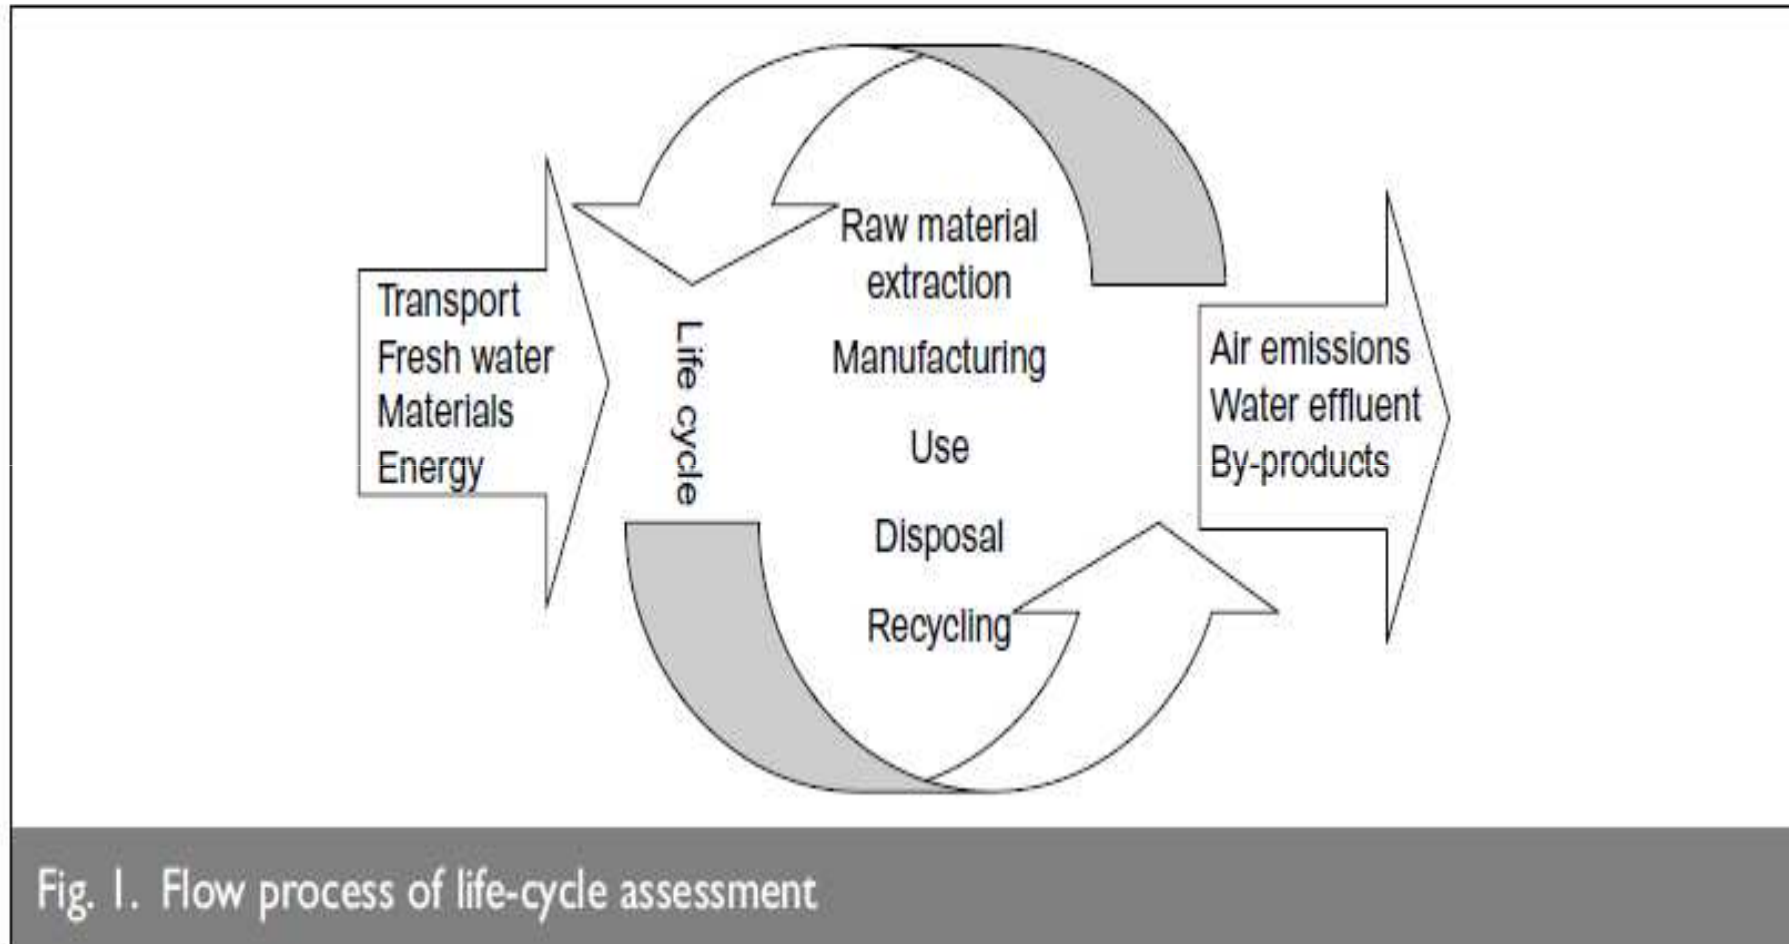 Transport
Fresh water
Materials
Energy
Life cycle
Raw material
extraction
Manufacturing
Use
Disposal
Recycling
Air emissions
Water effluent
By-products
Fig. 1. Flow process of life-cycle assessment